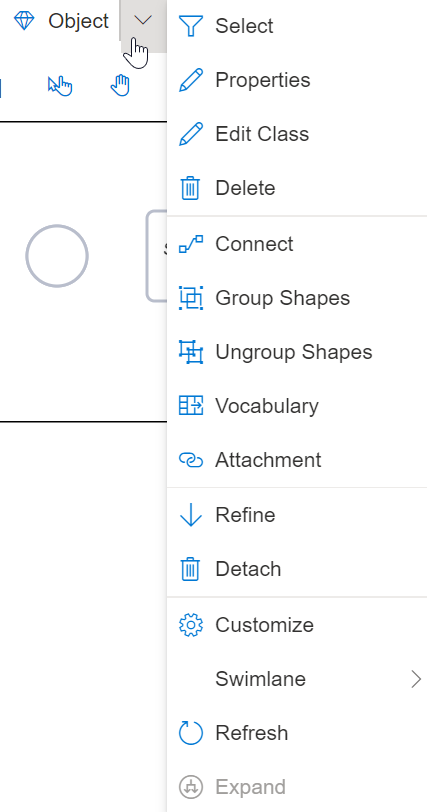 Object
Select
Properties
Edit Class
Delete
Connect
Group Shapes
Ungroup Shapes
Vocabulary
Attachment
Refine
Detach
Customize
Swimlane
Refresh
Expand